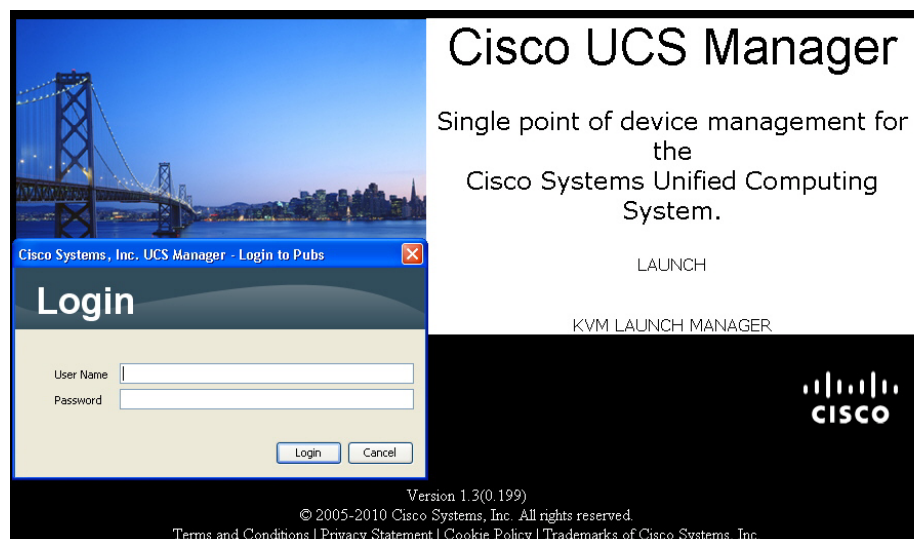 Cisco UCS Manager
Single point of device management for
the
Cisco Systems Unified Computing
System.
LAUNCH
KVM LAUNCH MANAGER
Cisco Systems, Inc. UCS Manager - Login to Pubs
Login
User Name
Password
Login Cancel
CISCO
Version 1.3(0.199)
© 2005-2010 Cisco Systems, Inc. All rights reserved.
Terms and Conditions | Privacy Statement | Cookie Policy | Trademarks of Cisco Systems, Inc.